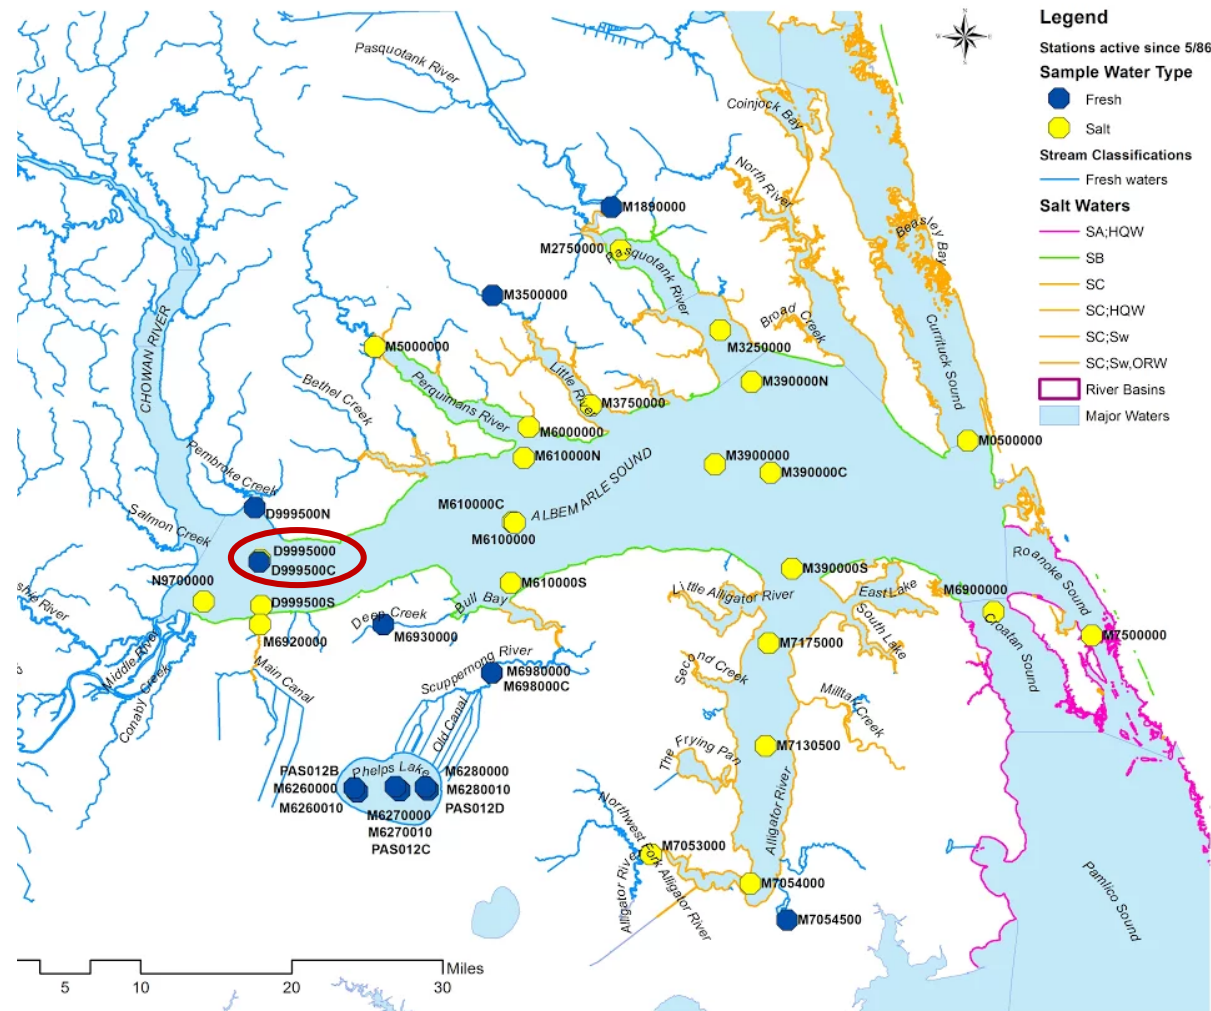 Legend
Stations active since 5/86
Sample Water Type
Fresh
Salt
Stream Classifications
Fresh waters
Salt Waters
SA;HQW
SB
SC
SC;HQW
SC;Sw
SC;Sw,ORW
River Basins
Major Waters
Pasquotank River
Coinjock Bay
North River
M1890000
M2750000
Pasquotank River
Beasley Bay
M3500000
CHOWAN RIVER
Broad Creek
M3250000
M5000000
Currituck Sound
Bethel Creek
Perquimans River
Little River
M390000N
M3750000
M6000000
M0500000
M610000N
M3900000
M390000C
Pembroke Creek
ALBEMARLE SOUND
M610000C
M6100000
D999500N
Salmon Creek
D9995000
D999500C
Roanoke Sound
N9700000
M390000S
M610000S
Little Alligator River
East Lake
M6900000
D999500S
Bull Bay
Deep Creek
M6930000
M6920000
South Lake
Croatan Sound
M7500000
Middle River
M7175000
Main Canal
Scuppernong River
M6980000
M698000C
Second Creek
Conaby Creek
Old Canal
Milltail Creek
The Frying Pan
M7130500
PAS012B
M6260000
M6260010
Phelps Lake
M6280000
M6280010
PAS012D
M6270000
M6270010
PAS012C
Alligator River
Northwest Fork Alligator River
M7053000
Alligator River
M7054000
M7054500
Pamlico Sound
Miles
5
10
20
30